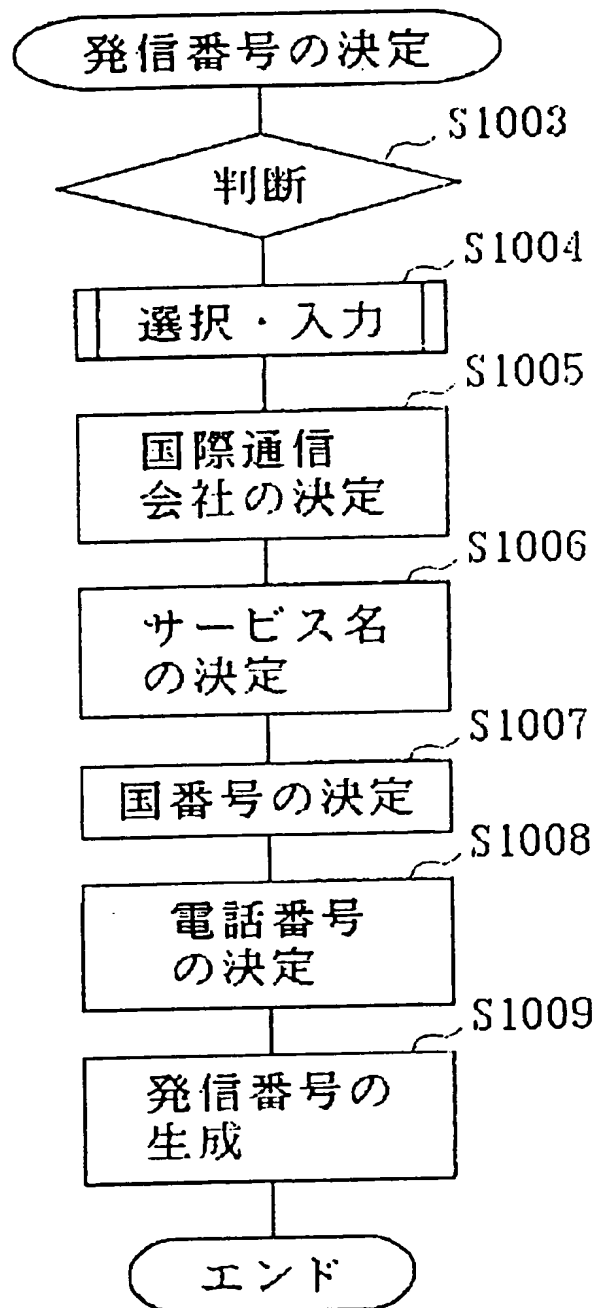 発信番号の決定
S1003
判断
S1004
選択・入力
S1005
国際通信
会社の決定
S1006
サービス名
の決定
S1007
国番号の決定
S1008
電話番号
の決定
S1009
発信番号の
生成
エンド